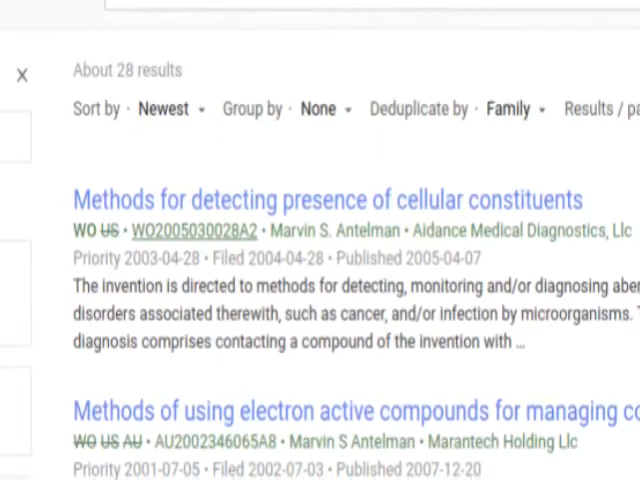 X
About 28 results
Sort by · Newest Group by · None Deduplicate by · Family Results /
Methods for detecting presence of cellular constituents
WO US • WO2005030028A2 • Marvin S. Antelman • Aidance Medical Diagnostics, Llc
Priority 2003-04-28 • Filed 2004-04-28 • Published 2005-04-07
The invention is directed to methods for detecting, monitoring and/or diagnosing
disorders associated therewith, such as cancer, and/or infection by microorganisms.
diagnosis comprises contacting a compound of the invention with ...
Methods of using electron active compounds for managing
WO US AU • AU2002346065A8 • Marvin S Antelman • Marantech Holding Llc
Priority 2001-07-05 • Filed 2002-07-03 • Published 2007-12-20